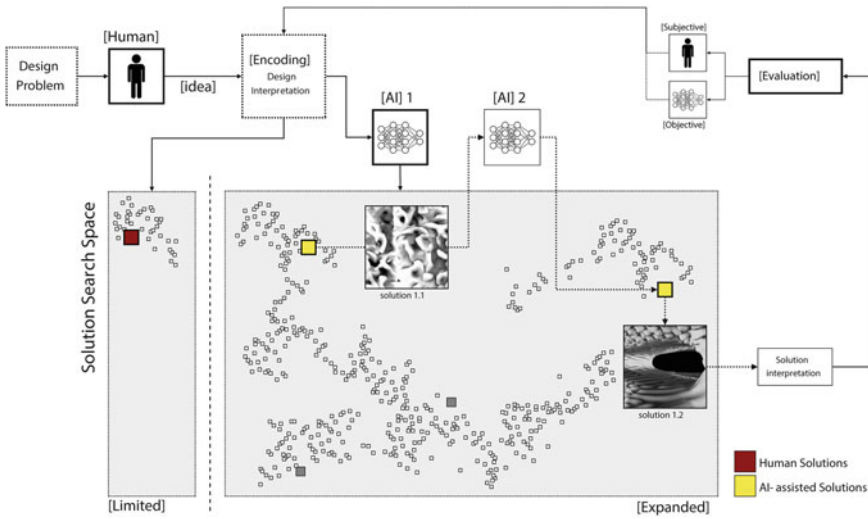 [Human]
Design
Problem
[idea]
[Encoding]
Design
Interpretation
[AI] 1
[AI] 2
[Subjective]
[Objective]
[Evaluation]
Solution Search Space
solution 1.1
solution 1.2
Solution
interpretation
Human Solutions
AI- assisted Solutions
[Limited]
[Expanded]